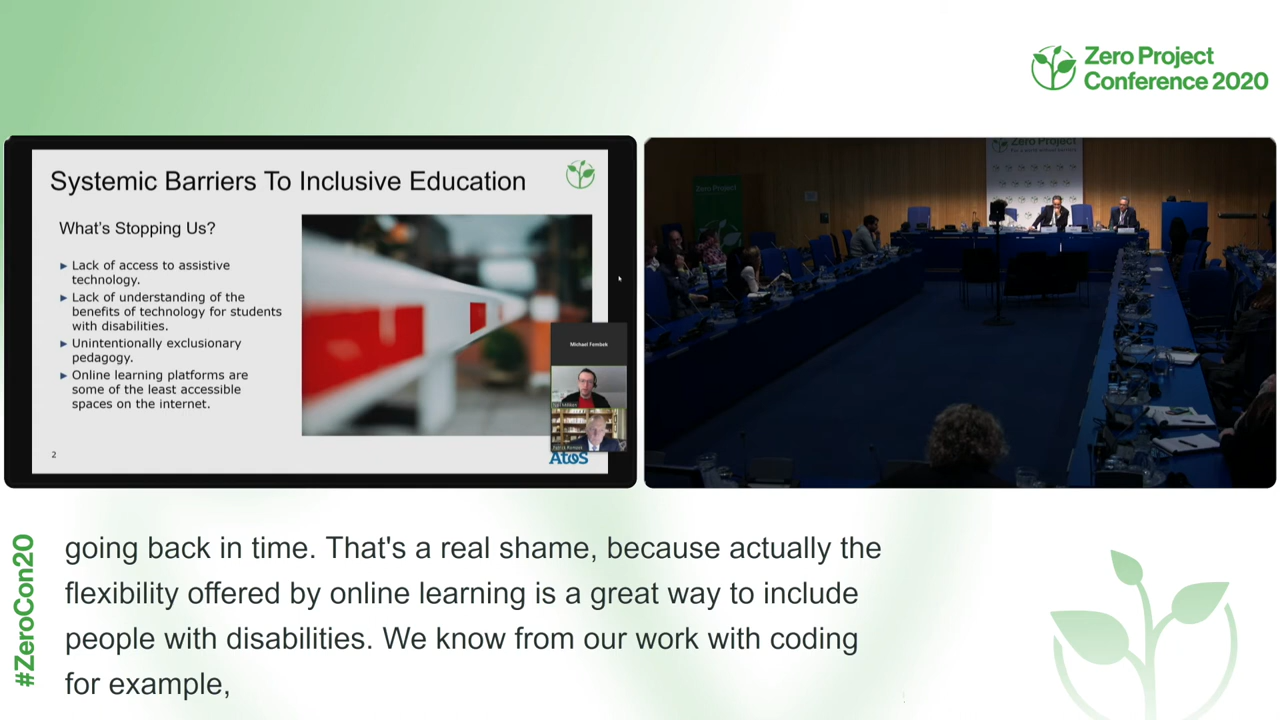 Zero Project
Conference 2020
Systemic Barriers To Inclusive Education
What's Stopping Us?
Lack of access to assistive
technology.
Lack of understanding of the
benefits of technology for students
with disabilities.
Unintentionally exclusionary
pedagogy.
Online learning platforms are
some of the least accessible
spaces on the internet.
2
Michael Fembek
Atos
Zero Project
Zero Project
#ZeroCon20
going back in time. That's a real shame, because actually the
flexibility offered by online learning is a great way to include
people with disabilities. We know from our work with coding
for example,